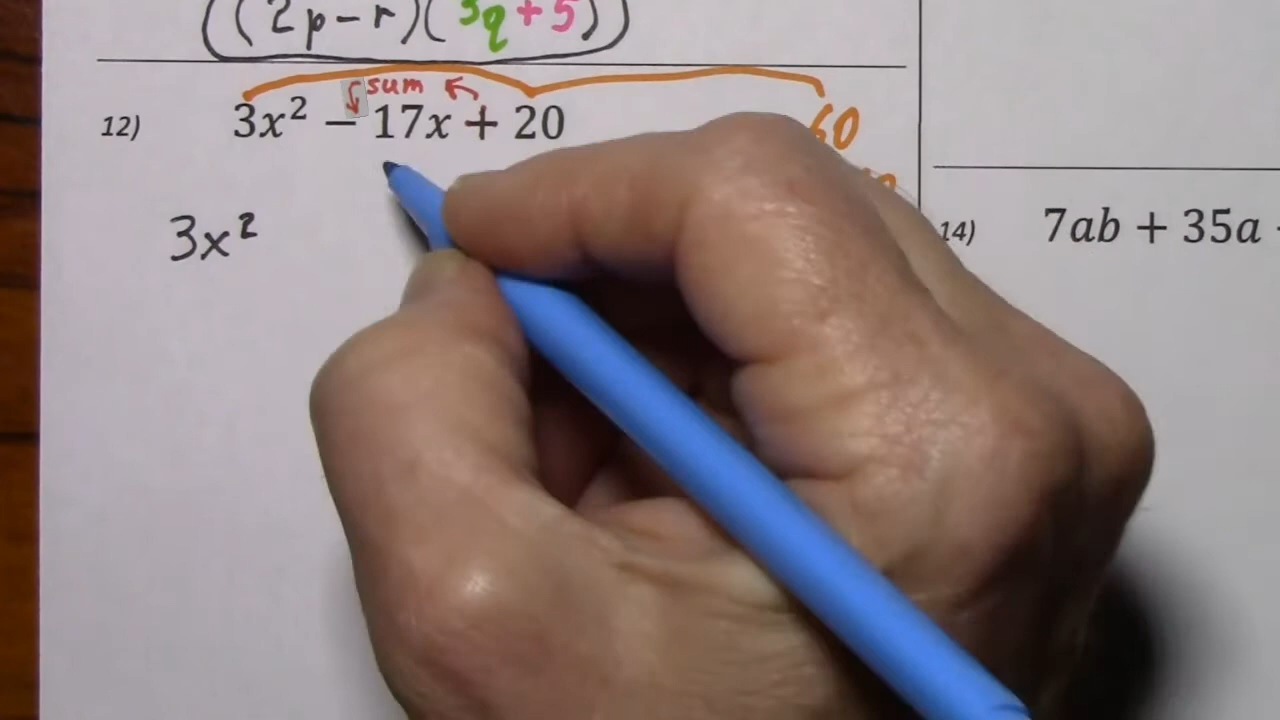 (2p-r)(3q+5)
sum
12) 3x² − 17x + 20
60
3x²
14) 7ab + 35a